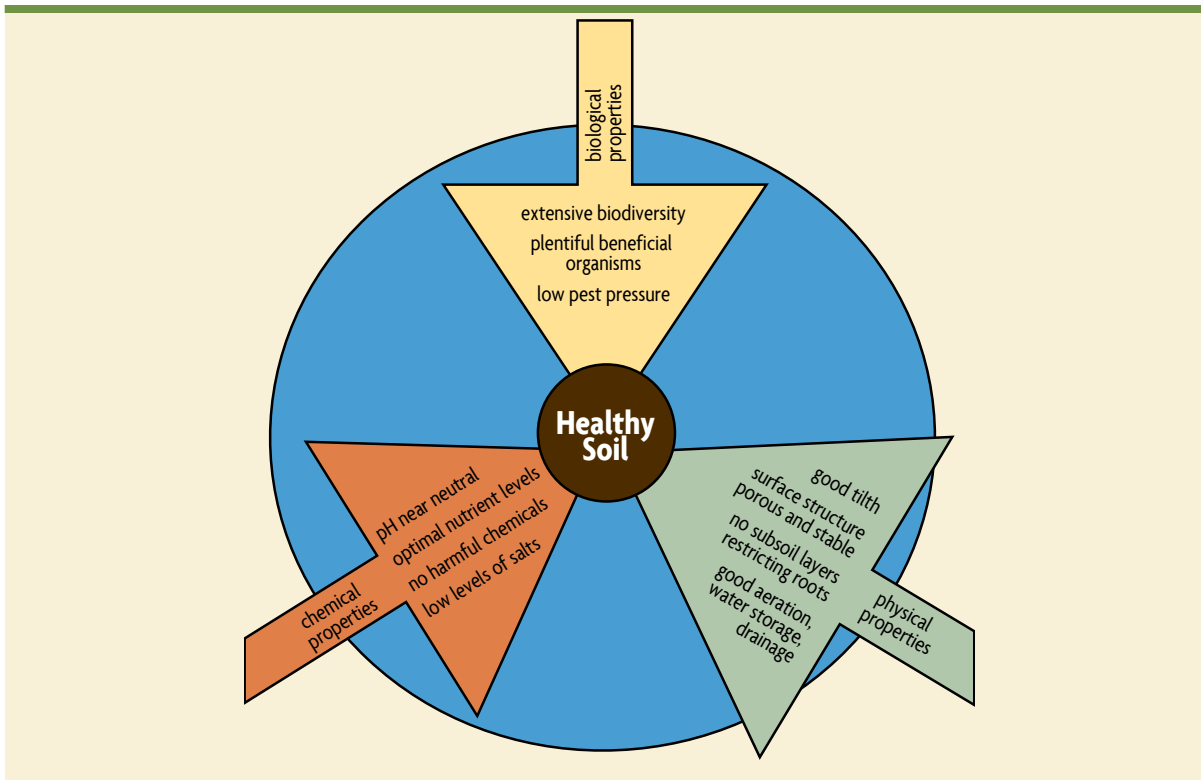 biological
properties
extensive biodiversity
plentiful beneficial
organisms
low pest pressure
Healthy
Soil
pH near neutral
optimal nutrient levels
no harmful chemicals
low levels of salts
chemical
properties
good tilth
surface structure
porous and stable
no subsoil layers
restricting roots
good aeration,
water storage,
drainage
physical
properties